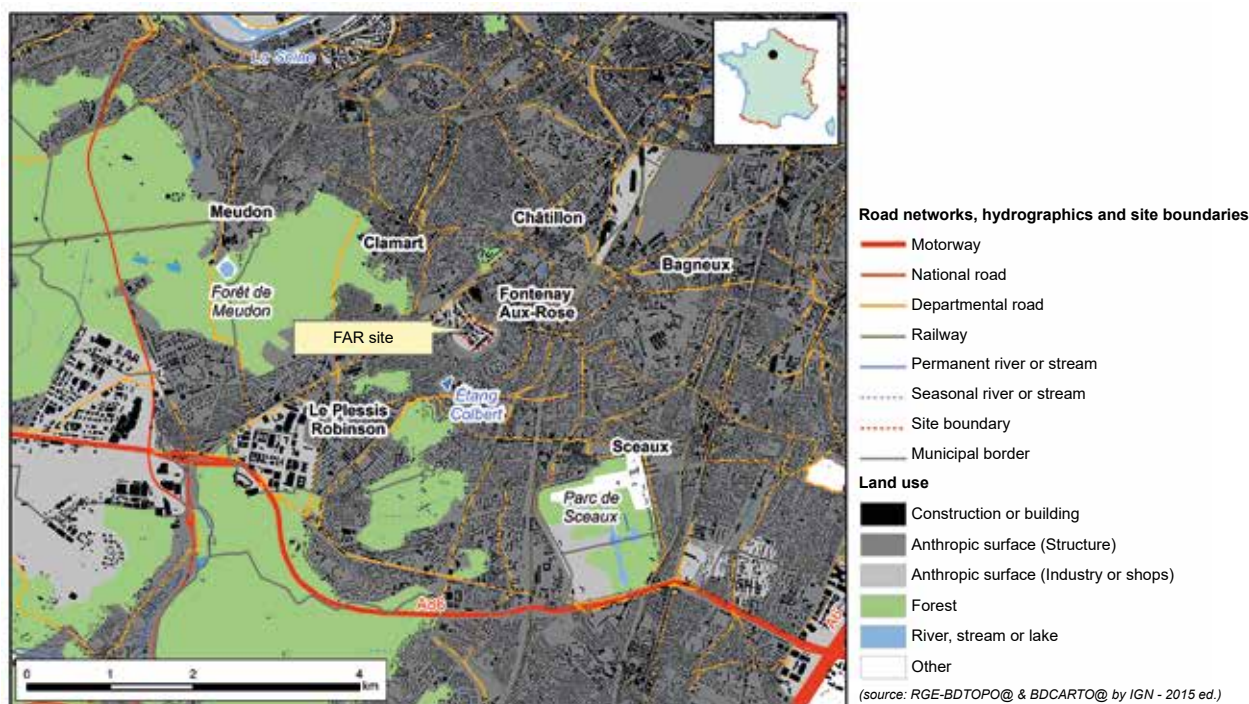 La Seine
Meudon
Clamart
Châtillon
Bagneux
Forêt de
Meudon
Fontenay
Aux-Rose
FAR site
Etang
Colbert
Le Plessis
Robinson
Sceaux
Parc de
Sceaux
A86
A6
0 1 2 4
km
Road networks, hydrographics and site boundaries
Motorway
National road
Departmental road
Railway
Permanent river or stream
Seasonal river or stream
Site boundary
Municipal border
Land use
Construction or building
Anthropic surface (Structure)
Anthropic surface (Industry or shops)
Forest
River, stream or lake
Other
(source: RGE-BDTOPO@ & BDCARTO@ by IGN - 2015 ed.)